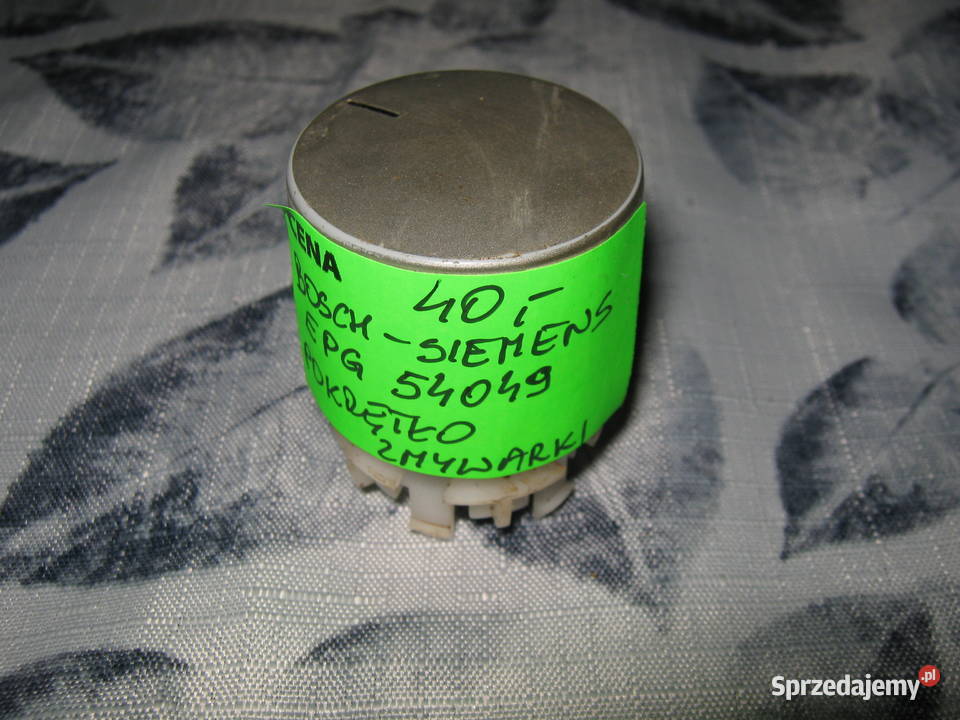 CENA
40,-
BOSCH-SIEMENS
EPG 54049
POKRĘTŁO
ZMYWARKI
Sprzedajemy.pl